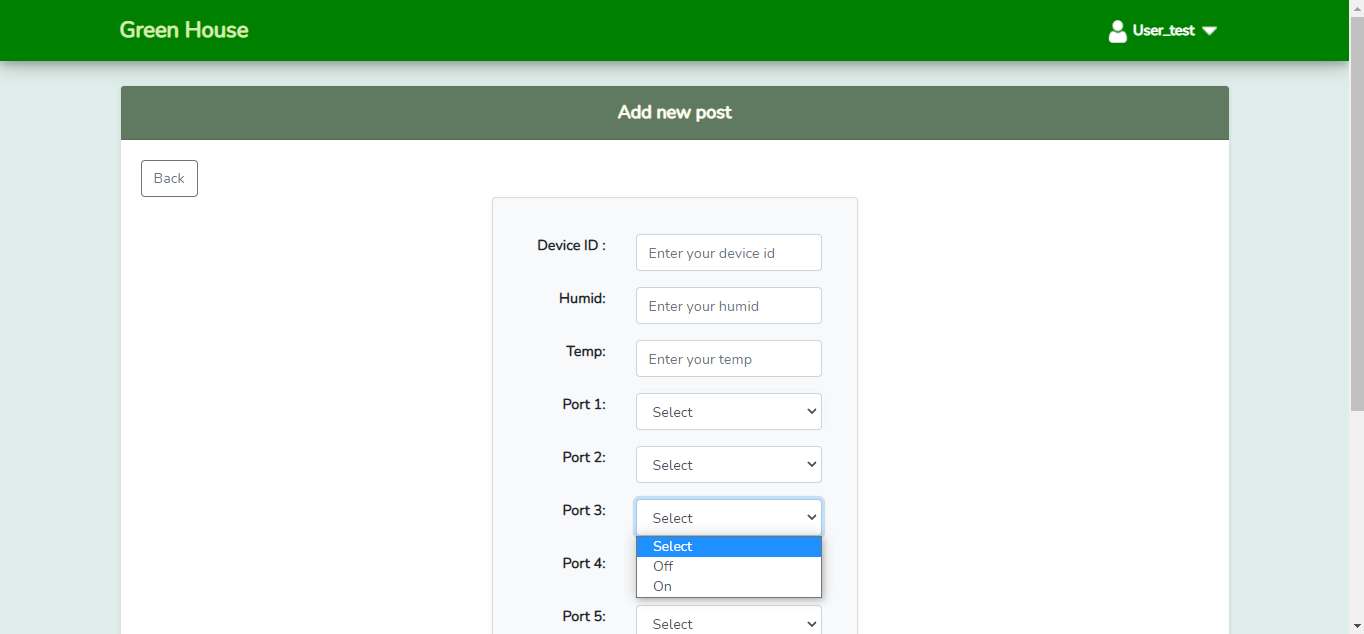 Green House
User_test
Add new post
Back
Device ID : Enter your device id
Humid: Enter your humid
Temp: Enter your temp
Port 1: Select
Port 2: Select
Port 3: Select
Select
Off
Port 4:
On
Port 5: Select